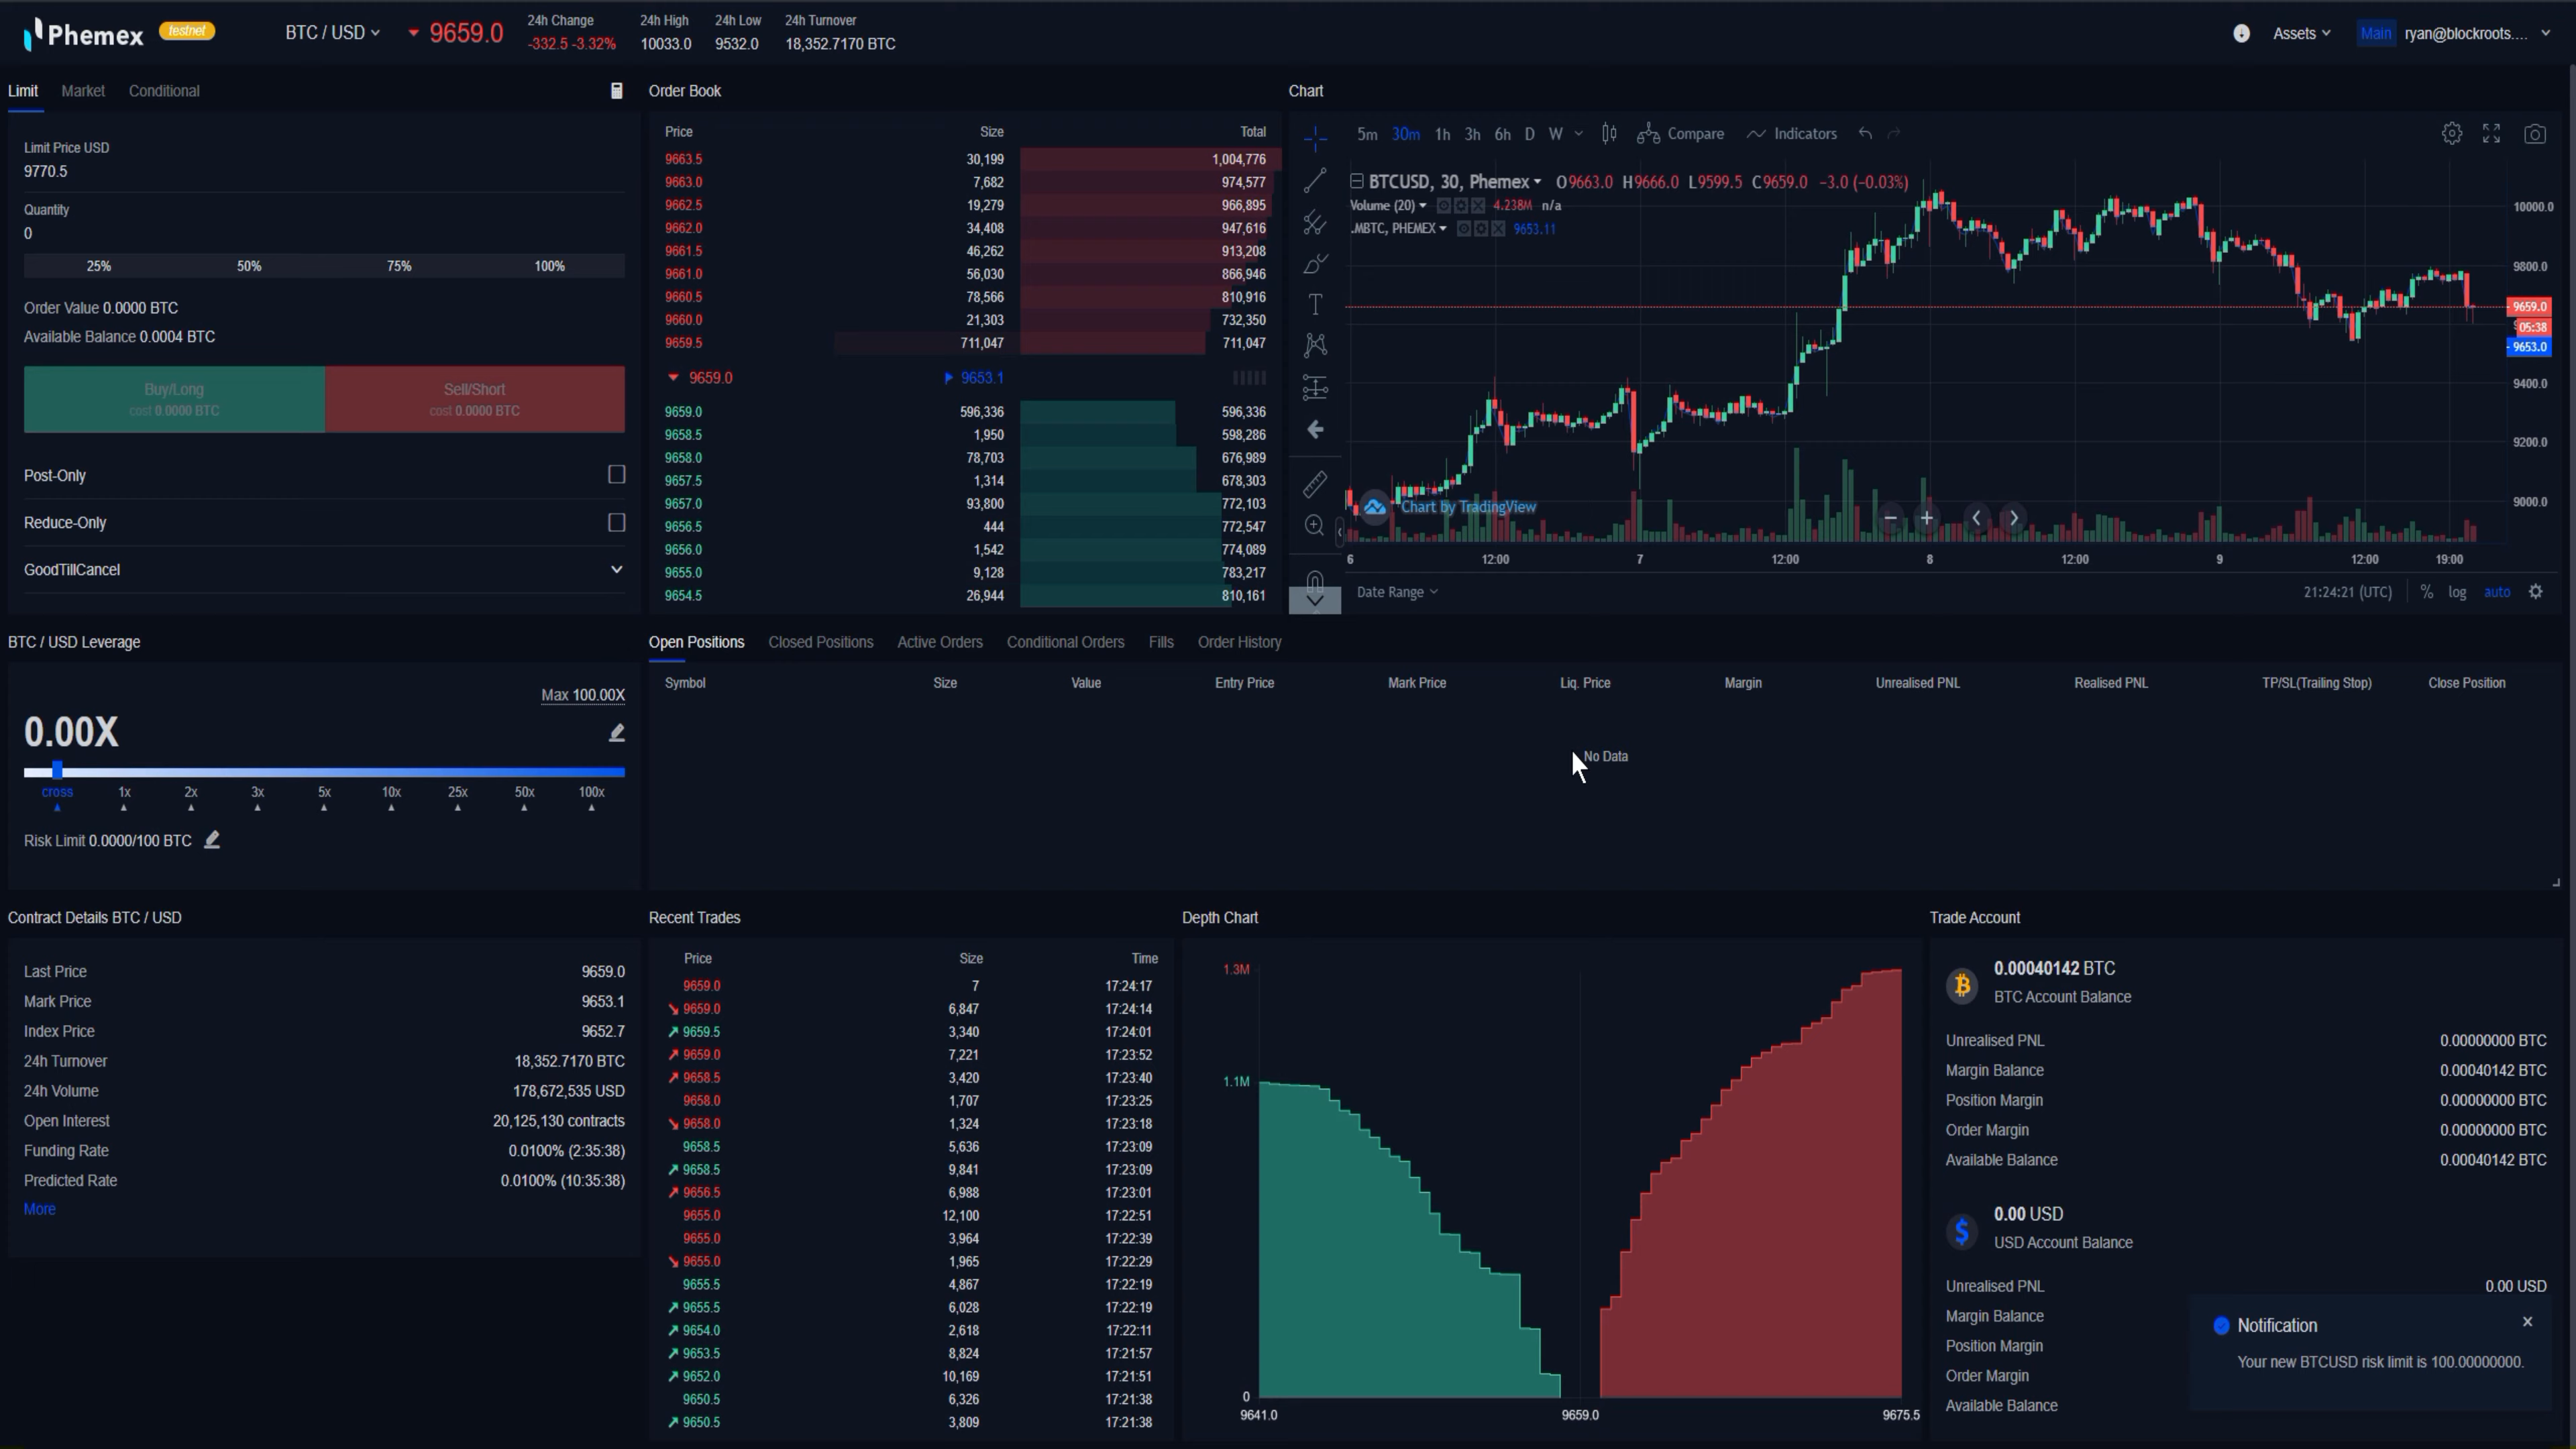 Phemex testnet BTC / USD 9659.0
24h Change 24h High 24h Low 24h Turnover
-332.5 -3.32% 10033.0 9532.0 18,352.7170 BTC
Assets Main ryan@blockroots....
Limit Market Conditional
Limit Price USD
9770.5
Quantity
0
25% 50% 75% 100%
Order Value 0.0000 BTC
Available Balance 0.0004 BTC
Buy/Long Sell/Short
cost 0.0000 BTC cost 0.0000 BTC
Post-Only
Reduce-Only
GoodTillCancel
Order Book
Price Size Total
9663.5 30,199 1,004,776
9663.0 7,682 974,577
9662.5 19,279 966,895
9662.0 34,408 947,616
9661.5 46,262 913,208
9661.0 56,030 866,946
9660.5 78,566 810,916
9660.0 21,303 732,350
9659.5 711,047 711,047
9659.0 9653.1
9659.0 596,336 596,336
9658.5 1,950 598,286
9658.0 78,703 676,989
9657.5 1,314 678,303
9657.0 93,800 772,103
9656.5 444 772,547
9656.0 1,542 774,089
9655.0 9,128 783,217
9654.5 26,944 810,161
Chart
5m 30m 1h 3h 6h D W Compare Indicators
BTCUSD, 30, Phemex O9663.0 H9666.0 L9599.5 C9659.0 -3.0 (-0.03%)
Volume (20) 4.238M n/a
.MBTC, PHEMEX 9653.11
10000.0
9800.0
9659.0
05:38
9653.0
9400.0
9200.0
9000.0
Chart by TradingView
6 12:00 7 12:00 8 12:00 9 12:00 19:00
Date Range 21:24:21 (UTC) % log auto
BTC / USD Leverage
Max 100.00X
0.00X
cross 1x 2x 3x 5x 10x 25x 50x 100x
Risk Limit 0.0000/100 BTC
Open Positions Closed Positions Active Orders Conditional Orders Fills Order History
Symbol Size Value Entry Price Mark Price Liq. Price Margin Unrealised PNL Realised PNL TP/SL(Trailing Stop) Close Position
No Data
Contract Details BTC / USD
Last Price 9659.0
Mark Price 9653.1
Index Price 9652.7
24h Turnover 18,352.7170 BTC
24h Volume 178,672,535 USD
Open Interest 20,125,130 contracts
Funding Rate 0.0100% (2:35:38)
Predicted Rate 0.0100% (10:35:38)
More
Recent Trades
Price Size Time
9659.0 7 17:24:17
9659.0 6,847 17:24:14
9659.5 3,340 17:24:01
9659.0 7,221 17:23:52
9658.5 3,420 17:23:40
9658.0 1,707 17:23:25
9658.0 1,324 17:23:18
9658.5 5,636 17:23:09
9658.5 9,841 17:23:09
9656.5 6,988 17:23:01
9655.0 12,100 17:22:51
9655.0 3,964 17:22:39
9655.0 1,965 17:22:29
9655.5 4,867 17:22:19
9655.5 6,028 17:22:19
9654.0 2,618 17:22:11
9653.5 8,824 17:21:57
9652.0 10,169 17:21:51
9650.5 6,326 17:21:38
9650.5 3,809 17:21:38
Depth Chart
1.3M
1.1M
0
9641.0 9659.0 9675.5
Trade Account
0.00040142 BTC
BTC Account Balance
Unrealised PNL 0.00000000 BTC
Margin Balance 0.00040142 BTC
Position Margin 0.00000000 BTC
Order Margin 0.00000000 BTC
Available Balance 0.00040142 BTC
0.00 USD
USD Account Balance
Unrealised PNL 0.00 USD
Margin Balance
Position Margin
Order Margin
Available Balance
Notification
Your new BTCUSD risk limit is 100.00000000.